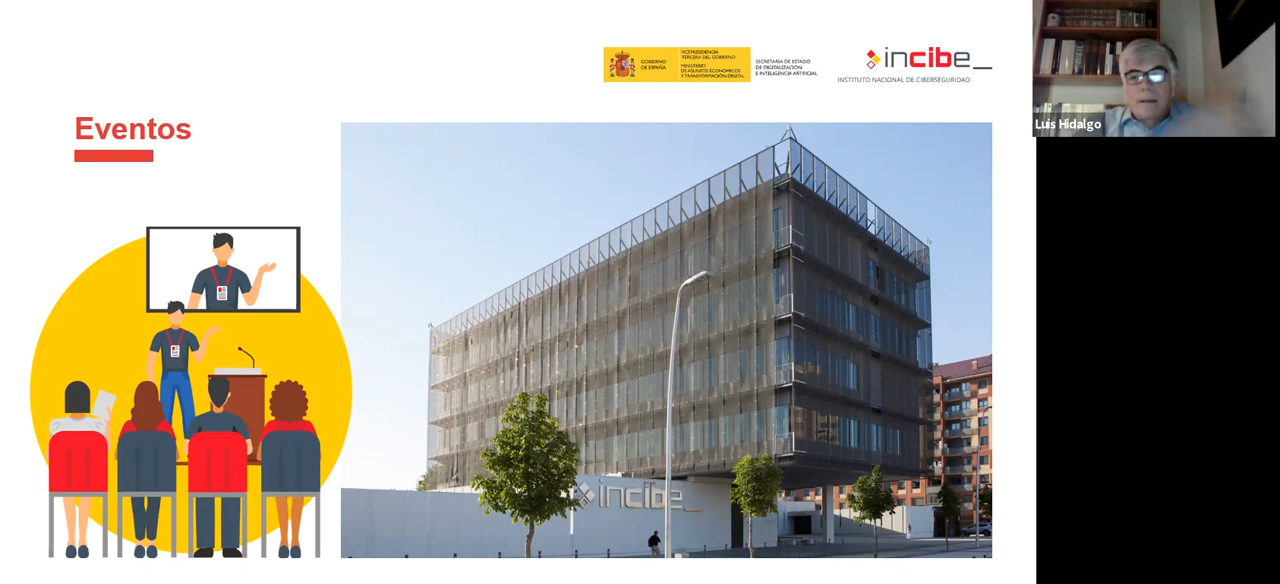 GOBIERNO
DE ESPAÑA
VICEPRESIDENCIA
TERCERA DEL GOBIERNO
MINISTERIO
DE ASUNTOS ECONÓMICOS
Y TRANSFORMACIÓN DIGITAL
SECRETARÍA DE ESTADO
DE DIGITALIZACIÓN
E INTELIGENCIA ARTIFICIAL
incibe_
INSTITUTO NACIONAL DE CIBERSEGURIDAD
Luis Hidalgo
Eventos
incibe_